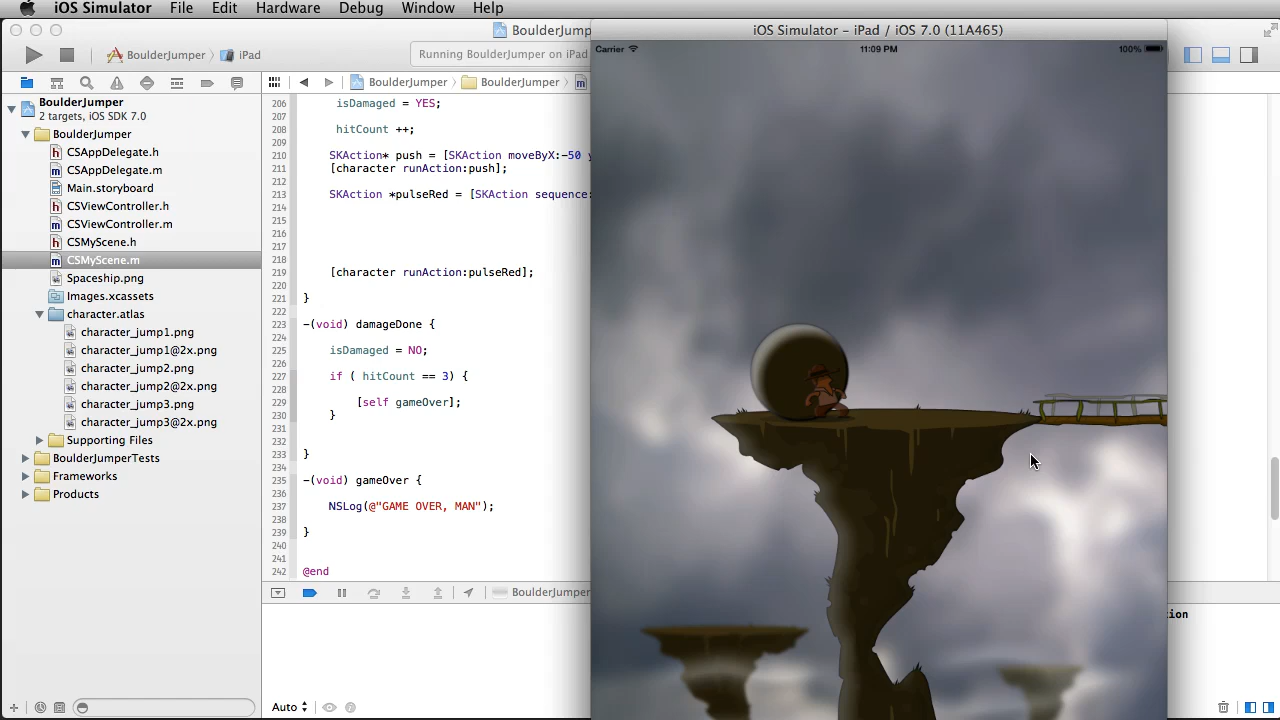 iOS Simulator File Edit Hardware Debug Window Help
BoulderJump
iOS Simulator - iPad / iOS 7.0 (11A465)
BoulderJumper iPad
Running BoulderJumper on iPad
Carrier 11:09 PM 100%
BoulderJumper BoulderJumper
BoulderJumper
2 targets, iOS SDK 7.0
BoulderJumper
CSAppDelegate.h
CSAppDelegate.m
Main.storyboard
CSViewController.h
CSViewController.m
CSMyScene.h
CSMyScene.m
Spaceship.png
Images.xcassets
character.atlas
character_jump1.png
character_jump1@2x.png
character_jump2.png
character_jump2@2x.png
character_jump3.png
character_jump3@2x.png
Supporting Files
BoulderJumperTests
Frameworks
Products
206 isDamaged = YES;
207
208 hitCount ++;
209
210 SKAction* push = [SKAction moveByX:-50 y
211 [character runAction:push];
212
213 SKAction *pulseRed = [SKAction sequence:
214
215
216
217
218
219 [character runAction:pulseRed];
220
221 }
222
223 -(void) damageDone {
224
225 isDamaged = NO;
226
227 if ( hitCount == 3) {
228
229 [self gameOver];
230 }
231
232
233 }
234
235 -(void) gameOver {
236
237 NSLog(@"GAME OVER, MAN");
238
239 }
240
241
242 @end
BoulderJumper
tion
Auto